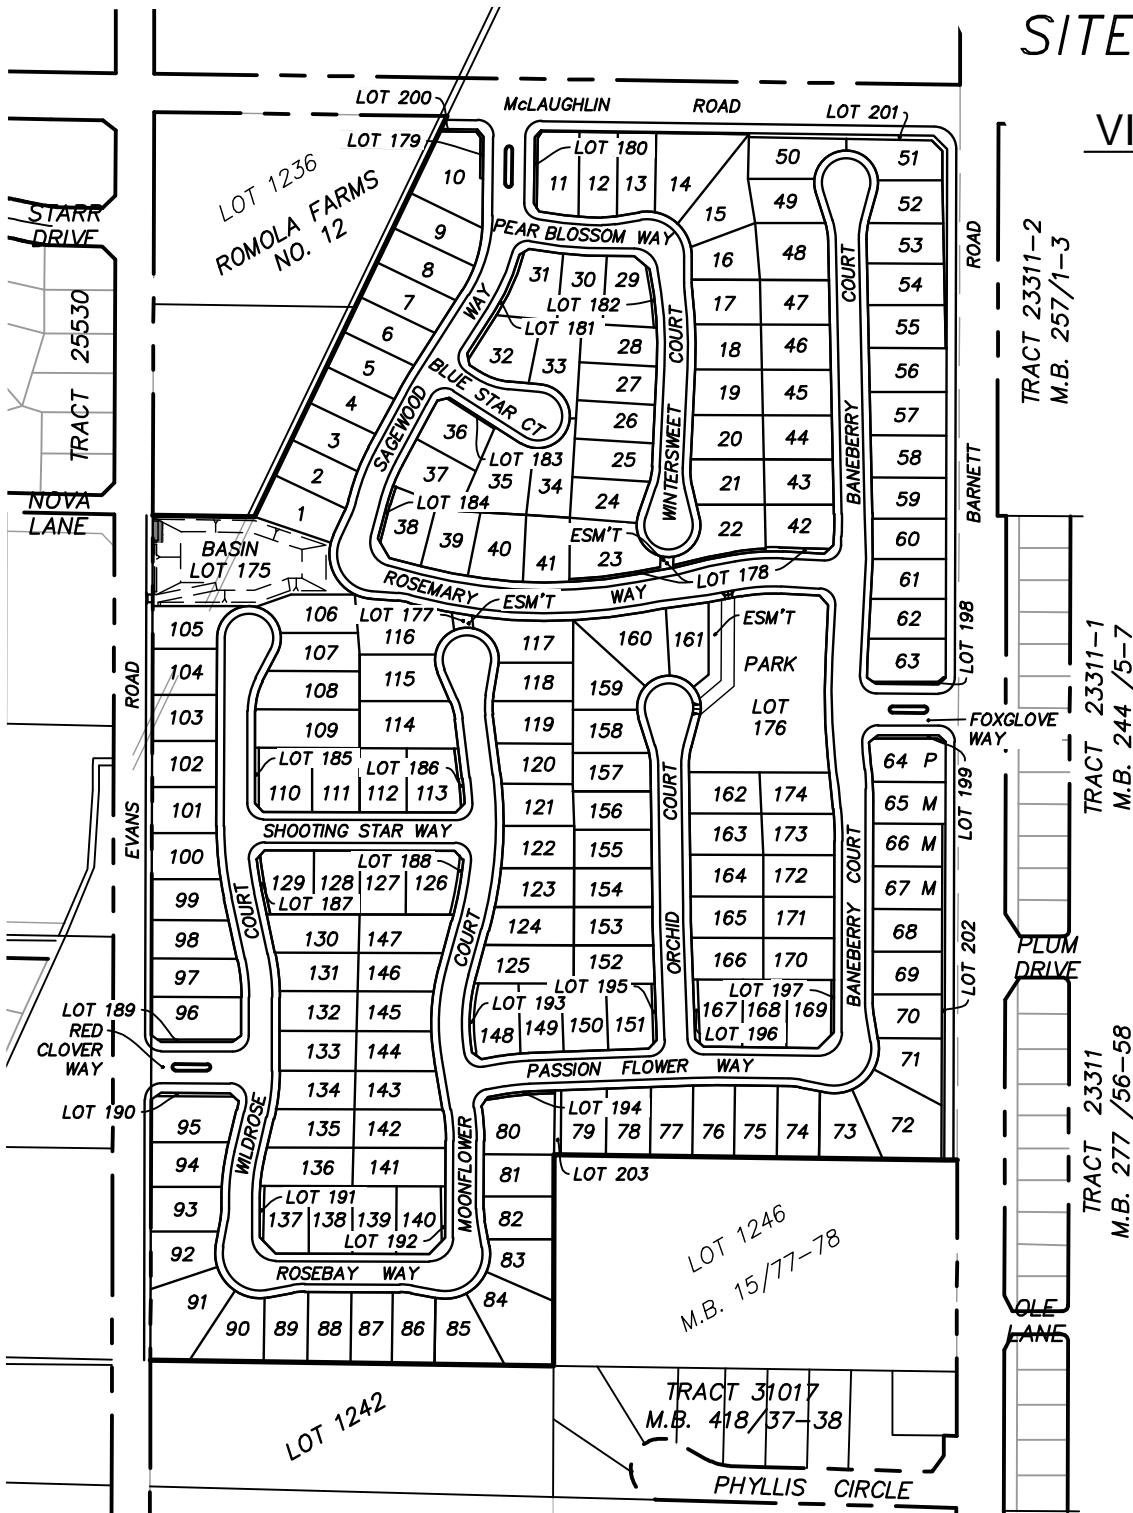 SITE
VI
LOT 200
McLAUGHLIN ROAD
LOT 201
LOT 179
LOT 180
LOT 1236
ROMOLA FARMS
NO. 12
STARR
DRIVE
TRACT 25530
NOVA
LANE
10
9
8
7
6
5
4
3
2
1
11 12 13 14
15
16
17
18
19
20
21
22
50
49
48
47
46
45
44
43
42
51
52
53
54
55
56
57
58
59
60
61
62
63
PEAR BLOSSOM WAY
31 30 29
LOT 182
LOT 181
32 33
28
27
26
25
24
23
BLUE STAR CT
SAGEWOOD WAY
36
LOT 183
37 35 34
LOT 184
38 39 40 41
WINTERSWEET COURT
BANEBERRY COURT
BARNETT ROAD
TRACT 23311-2
M.B. 257/1-3
ESM'T
LOT 178
BASIN
LOT 175
ROSEMARY WAY
ESM'T
LOT 177
ESM'T
PARK
LOT
176
LOT 198
FOXGLOVE
WAY
TRACT 23311-1
M.B. 244 /5-7
EVANS ROAD
105
104
103
102
101
100
99
98
97
96
106
107
108
109
116
115
114
LOT 185
LOT 186
110 111 112 113
SHOOTING STAR WAY
LOT 188
129 128 127 126
LOT 187
130 147
131 146
132 145
133 144
134 143
135 142
136 141
LOT 191
137 138 139 140
LOT 192
117
118
119
120
121
122
123
124
125
160 161
159
158
157
156
155
154
153
152
LOT 193
LOT 195
148 149 150 151
162 174
163 173
164 172
165 171
166 170
LOT 197
167 168 169
LOT 196
64 P
65 M
66 M
67 M
68
69
70
71
72
LOT 199
LOT 202
PLUM
DRIVE
ORCHID COURT
BANEBERRY COURT
COURT
COURT
LOT 189
RED
CLOVER
WAY
LOT 190
WILDROSE
MOONFLOWER
PASSION FLOWER WAY
LOT 194
80 79 78 77 76 75 74 73
LOT 203
81
82
83
84
95
94
93
92
91
ROSEBAY WAY
90 89 88 87 86 85
TRACT 23311
M.B. 277 /56-58
LOT 1246
M.B. 15/77-78
OLE
LANE
LOT 1242
TRACT 31017
M.B. 418/37-38
PHYLLIS CIRCLE